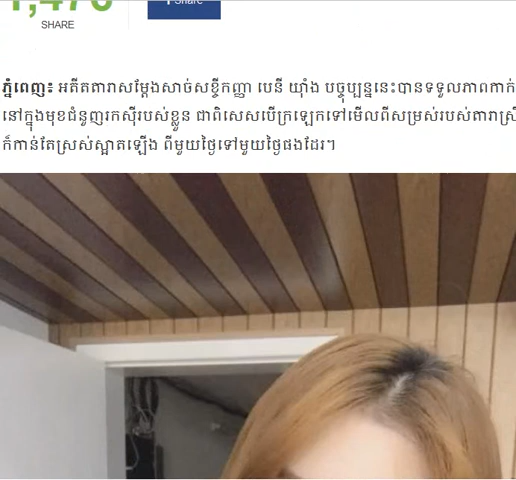 SHARE
Share
ភ្នំពេញ៖ អតីតតារាសម្តែងសាច់សខ្ចីកញ្ញា បេនី យ៉ាំង បច្ចុប្បន្ននេះបានទទួលភាពកាក់
នៅក្នុងមុខជំនួញរកស៊ីរបស់ខ្លួន ជាពិសេសបើក្រឡេកទៅមើលពីសម្រស់របស់តារាស្រី
ក៏កាន់តែស្រស់ស្អាតឡើង ពីមួយថ្ងៃទៅមួយថ្ងៃផងដែរ។